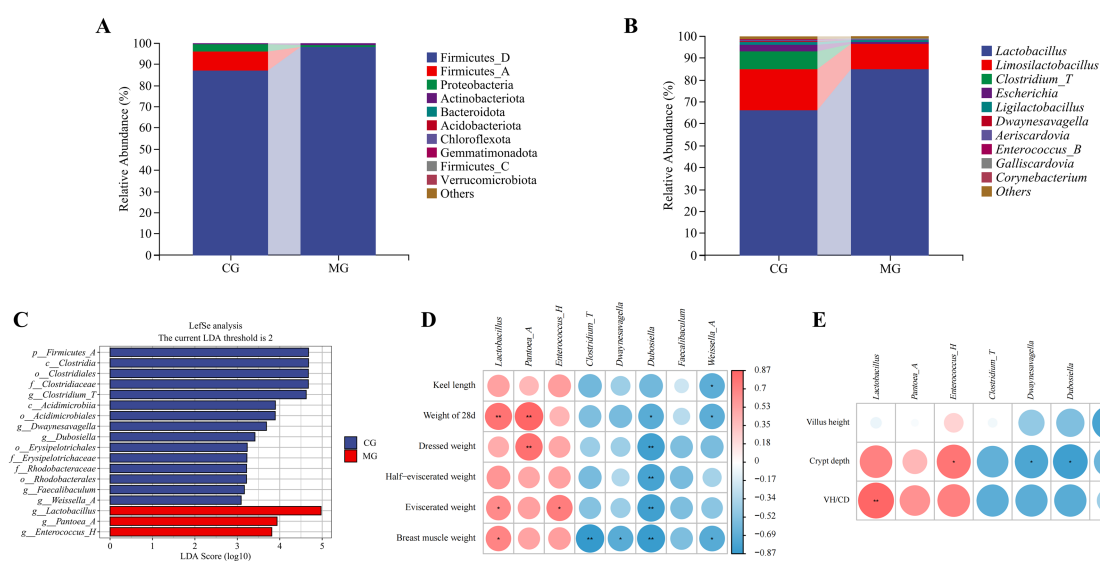 A
Relative Abundance (%)
100
90
80
70
60
50
40
30
20
10
0
CG
MG
Firmicutes_D
Firmicutes_A
Proteobacteria
Actinobacteriota
Bacteroidota
Acidobacteriota
Chloroflexota
Gemmatimonadota
Firmicutes_C
Verrucomicrobiota
Others
B
Relative Abundance (%)
100
90
80
70
60
50
40
30
20
10
0
CG
MG
Lactobacillus
Limosilactobacillus
Clostridium_T
Escherichia
Ligilactobacillus
Dwaynesavagella
Aeriscardovia
Enterococcus_B
Galliscardovia
Corynebacterium
Others
C
LefSe analysis
The current LDA threshold is 2
p__Firmicutes_A
c__Clostridia
o__Clostridiales
f__Clostridiaceae
g__Clostridium_T
c__Acidimicrobiia
o__Acidimicrobiales
g__Dwaynesavagella
g__Dubosiella
o__Erysipelotrichales
f__Erysipelotrichaceae
f__Rhodobacteraceae
o__Rhodobacterales
g__Faecalibaculum
g__Weissella_A
g__Lactobacillus
g__Pantoea_A
g__Enterococcus_H
0 1 2 3 4 5
LDA Score (log10)
CG
MG
D
Lactobacillus
Pantoea_A
Enterococcus_H
Clostridium_T
Dwaynesavagella
Dubosiella
Faecalibaculum
Weissella_A
Keel length *
Weight of 28d ** ** * *
Dressed weight ** **
Half-eviscerated weight **
Eviscerated weight * * **
Breast muscle weight * ** * ** *
0.87
0.70
0.53
0.35
0.18
0
−0.17
−0.34
−0.52
−0.69
−0.87
E
Lactobacillus
Pantoea_A
Enterococcus_H
Clostridium_T
Dwaynesavagella
Dubosiella
Villus height
Crypt depth * * *
VH/CD **